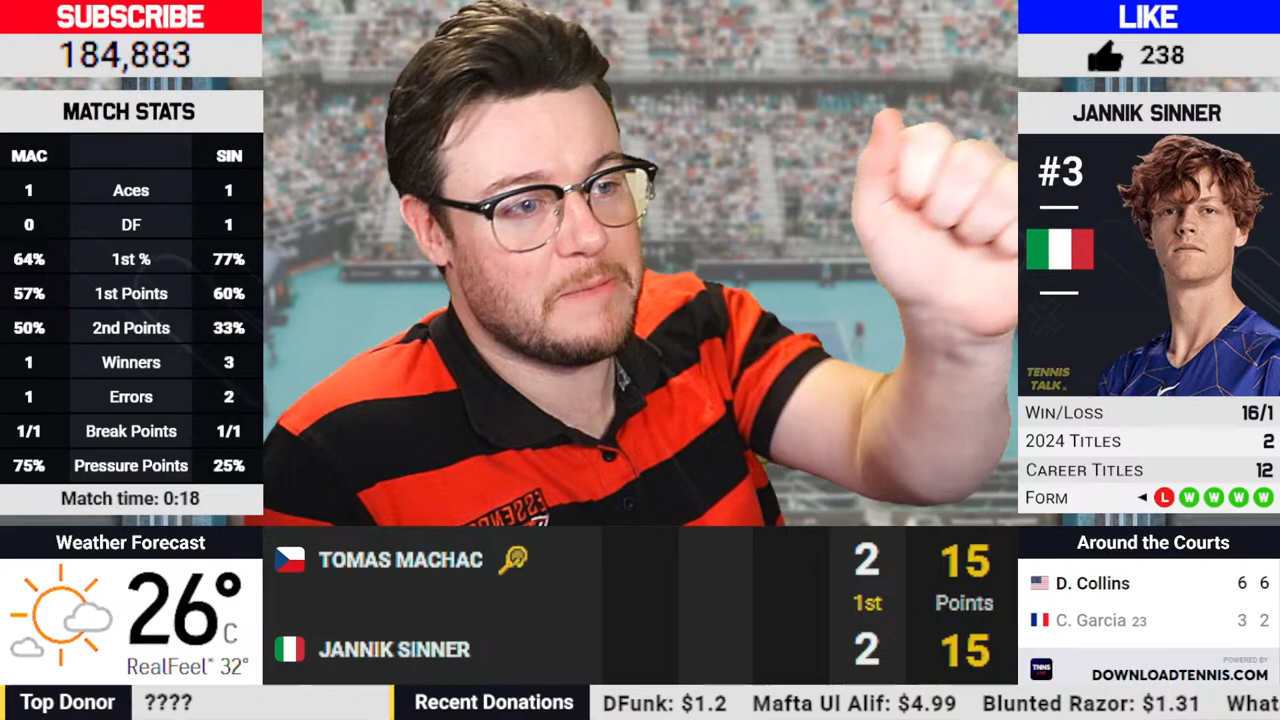 SUBSCRIBE
184,883
MATCH STATS
MAC SIN
1 Aces 1
0 DF 1
64% 1st % 77%
57% 1st Points 60%
50% 2nd Points 33%
1 Winners 3
1 Errors 2
1/1 Break Points 1/1
75% Pressure Points 25%
Match time: 0:18
LIKE
238
JANNIK SINNER
#3
TENNIS
TALK
WIN/LOSS 16/1
2024 TITLES 2
CAREER TITLES 12
FORM L W W W W
Weather Forecast
26°C
RealFeel® 32°
TOMAS MACHAC 2 15
1st Points
JANNIK SINNER 2 15
Around the Courts
D. Collins 6 6
C. Garcia 23 3 2
POWERED BY
DOWNLOADTENNIS.COM
Top Donor ????
Recent Donations DFunk: $1.2 Mafta Ul Alif: $4.99 Blunted Razor: $1.31 What